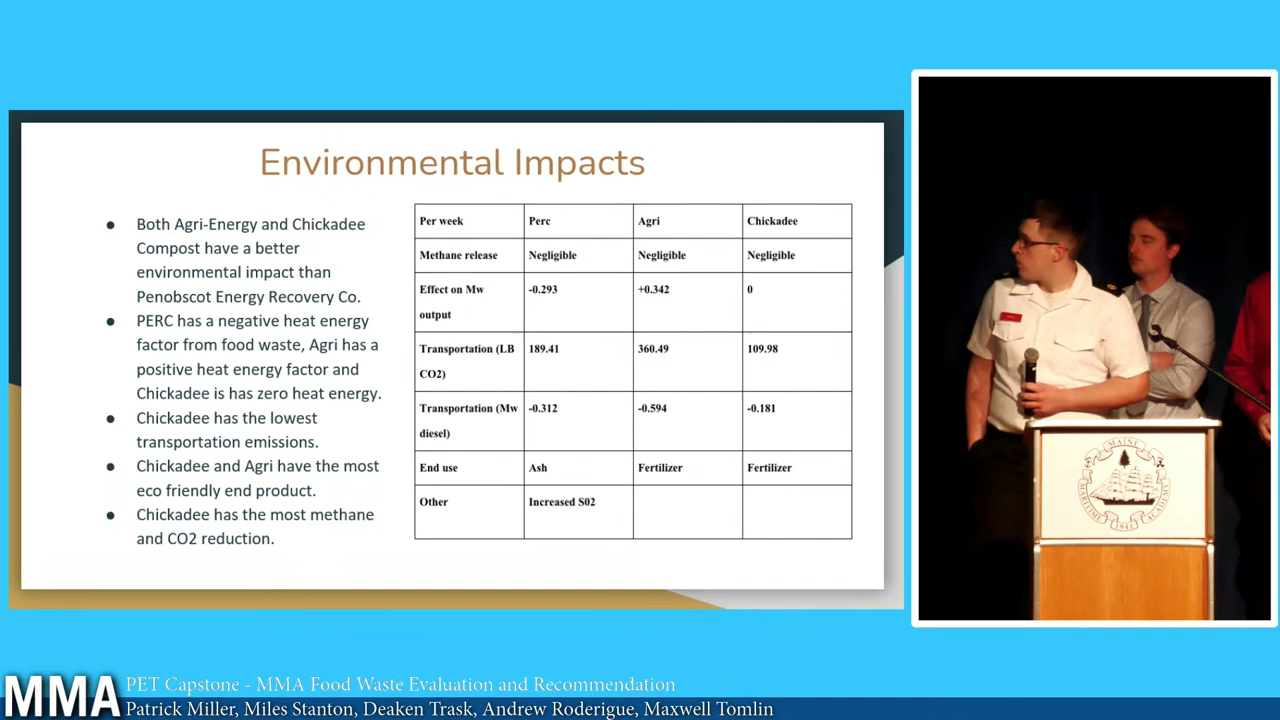 Environmental Impacts
● Both Agri-Energy and Chickadee
Compost have a better
environmental impact than
Penobscot Energy Recovery Co.
● PERC has a negative heat energy
factor from food waste, Agri has a
positive heat energy factor and
Chickadee is has zero heat energy.
● Chickadee has the lowest
transportation emissions.
● Chickadee and Agri have the most
eco friendly end product.
● Chickadee has the most methane
and CO2 reduction.
Per week Perc Agri Chickadee
Methane release Negligible Negligible Negligible
Effect on Mw output -0.293 +0.342 0
Transportation (LB CO2) 189.41 360.49 109.98
Transportation (Mw diesel) -0.312 -0.594 -0.181
End use Ash Fertilizer Fertilizer
Other Increased S02
MAINE
MARITIME ACADEMY
1941
MMA
PET Capstone - MMA Food Waste Evaluation and Recommendation
Patrick Miller, Miles Stanton, Deaken Trask, Andrew Roderigue, Maxwell Tomlin